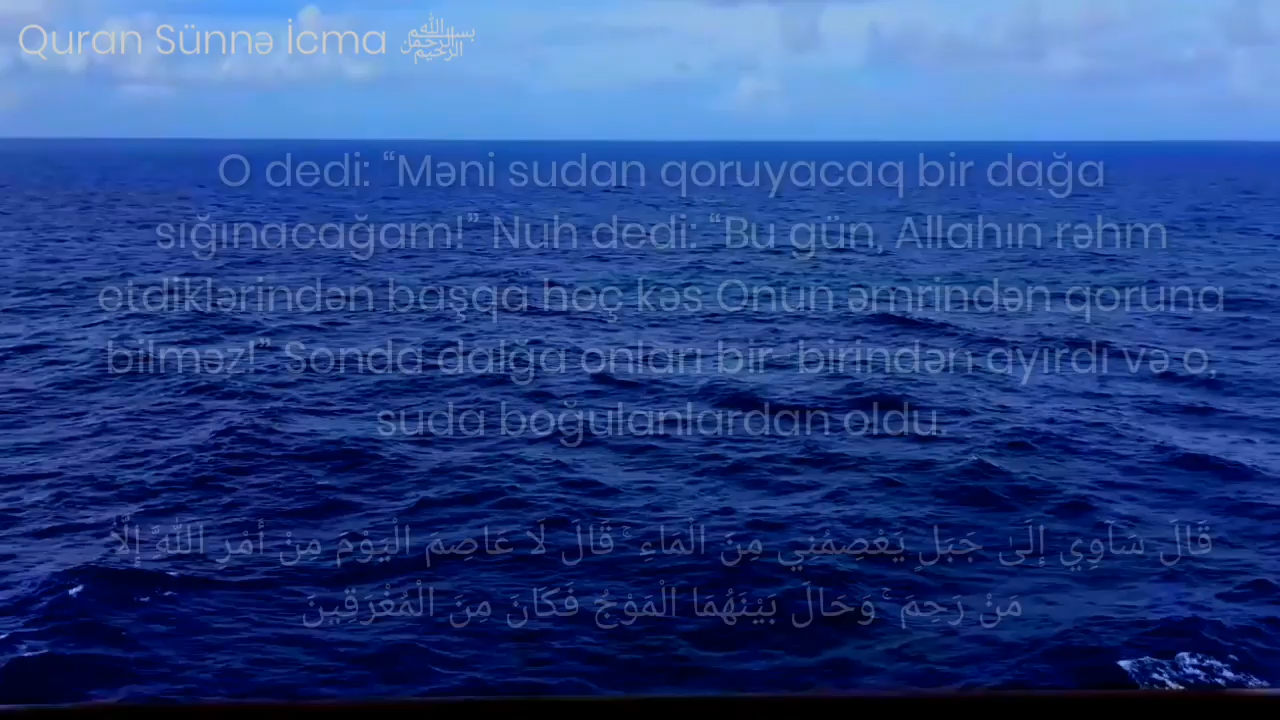 Quran Sünnə İcma ﷽
O dedi: “Məni sudan qoruyacaq bir dağa
sığınacağam!” Nuh dedi: “Bu gün, Allahın rəhm
etdiklərindən başqa heç kəs Onun əmrindən qoruna
bilməz!” Sonda dalğa onları bir- birindən ayırdı və o,
suda boğulanlardan oldu.
قَالَ سَآوِي إِلَىٰ جَبَلٍ يَعْصِمُنِي مِنَ الْمَاءِ ۚ قَالَ لَا عَاصِمَ الْيَوْمَ مِنْ أَمْرِ اللَّهِ إِلَّا
مَنْ رَحِمَ ۚ وَحَالَ بَيْنَهُمَا الْمَوْجُ فَكَانَ مِنَ الْمُغْرَقِينَ